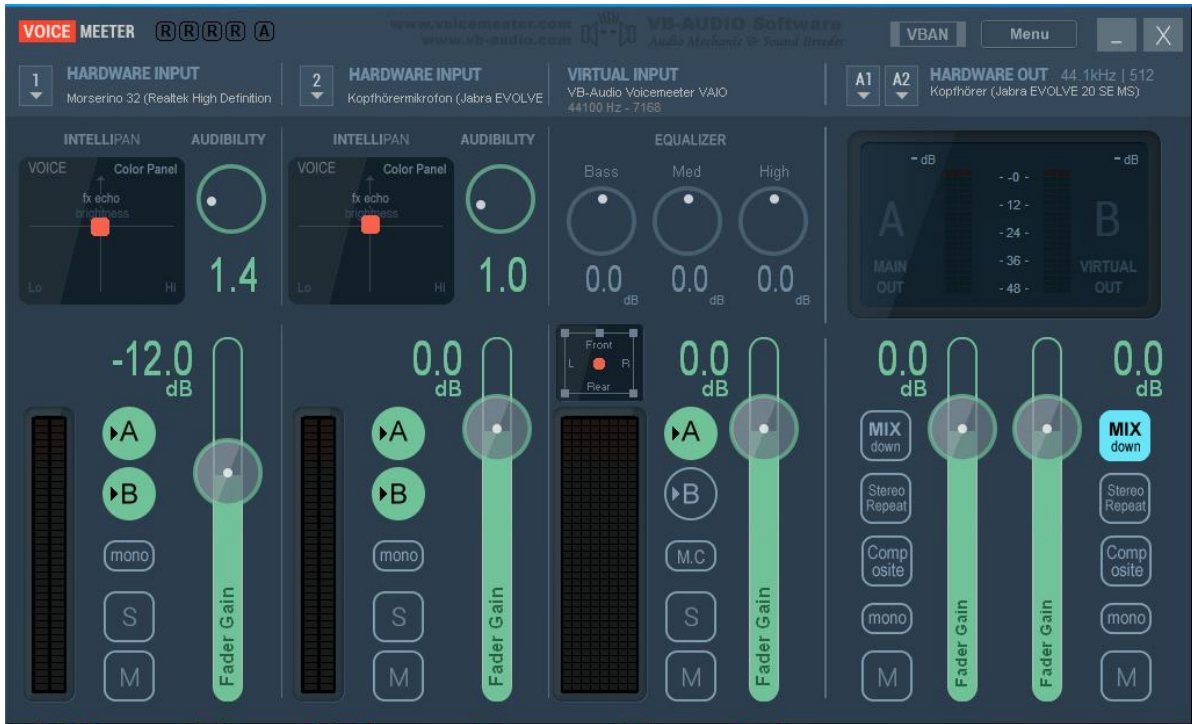 VOICE MEETER R R R R A
www.voicemeeter.com VB-AUDIO Software
www.vb-audio.com Audio Mechanic & Sound Breeder
VBAN Menu _ X
1 HARDWARE INPUT
Morserino 32 (Realtek High Definition
2 HARDWARE INPUT
Kopfhörermikrofon (Jabra EVOLVE
VIRTUAL INPUT
VB-Audio Voicemeeter VAIO
44100 Hz - 7168
A1 A2 HARDWARE OUT 44.1kHz | 512
Kopfhörer (Jabra EVOLVE 20 SE MS)
INTELLIPAN AUDIBILITY
VOICE Color Panel
fx echo
brightness
Lo Hi
1.4
INTELLIPAN AUDIBILITY
VOICE Color Panel
fx echo
brightness
Lo Hi
1.0
EQUALIZER
Bass Med High
0.0 0.0 0.0
dB dB dB
- dB - dB
- -0 -
- 12 -
- 24 -
- 36 -
- 48 -
A B
MAIN VIRTUAL
OUT OUT
-12.0
dB
A
B
mono
S
M
Fader Gain
0.0
dB
A
B
mono
S
M
Fader Gain
Front
L R
Rear
0.0
dB
A
B
M.C
S
M
Fader Gain
0.0
dB
MIX
down
Stereo
Repeat
Comp
osite
mono
M
Fader Gain
Fader Gain
0.0
dB
MIX
down
Stereo
Repeat
Comp
osite
mono
M